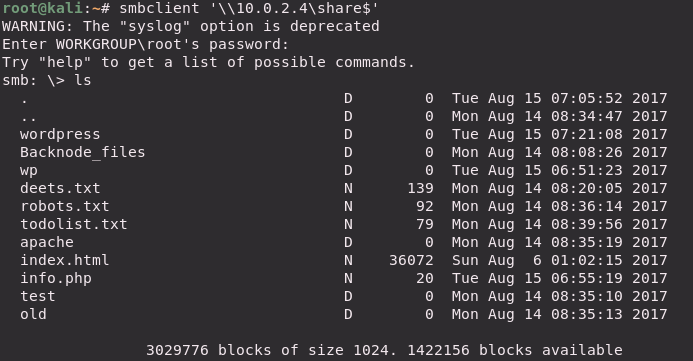 root@kali:~# smbclient '\\10.0.2.4\share$'
WARNING: The "syslog" option is deprecated
Enter WORKGROUP\root's password:
Try "help" to get a list of possible commands.
smb: \> ls
  .                                   D        0  Tue Aug 15 07:05:52 2017
  ..                                  D        0  Mon Aug 14 08:34:47 2017
  wordpress                           D        0  Tue Aug 15 07:21:08 2017
  Backnode_files                      D        0  Mon Aug 14 08:08:26 2017
  wp                                  D        0  Tue Aug 15 06:51:23 2017
  deets.txt                           N      139  Mon Aug 14 08:20:05 2017
  robots.txt                          N       92  Mon Aug 14 08:36:14 2017
  todolist.txt                        N       79  Mon Aug 14 08:39:56 2017
  apache                              D        0  Mon Aug 14 08:35:19 2017
  index.html                          N    36072  Sun Aug  6 01:02:15 2017
  info.php                            N       20  Tue Aug 15 06:55:19 2017
  test                                D        0  Mon Aug 14 08:35:10 2017
  old                                 D        0  Mon Aug 14 08:35:13 2017
                3029776 blocks of size 1024. 1422156 blocks available